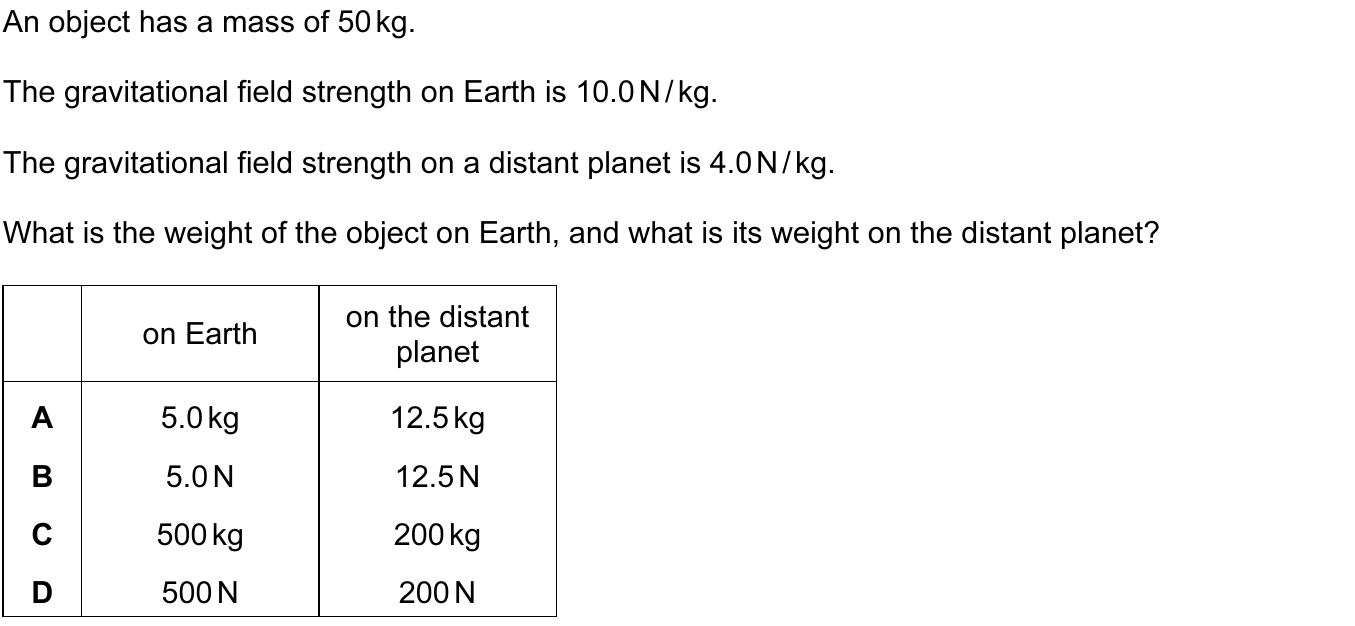 An object has a mass of 50 kg.
The gravitational field strength on Earth is 10.0 N / kg.
The gravitational field strength on a distant planet is 4.0 N / kg.
What is the weight of the object on Earth, and what is its weight on the distant planet?
on Earth on the distant
planet
A 5.0 kg 12.5 kg
B 5.0 N 12.5 N
C 500 kg 200 kg
D 500 N 200 N